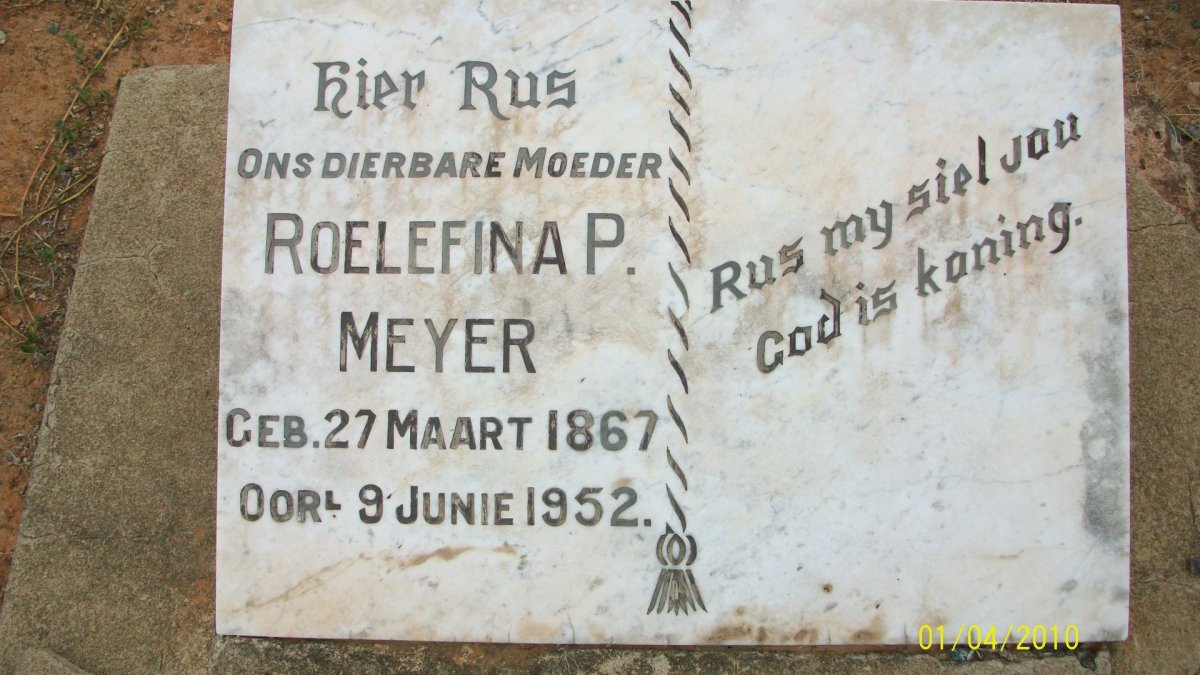 Hier Rus
ONS DIERBARE MOEDER
ROELEFINA P.
MEYER
GEB. 27 MAART 1867
OORL 9 JUNIE 1952.
Rus my siel jou
God is koning.
01/04/2010